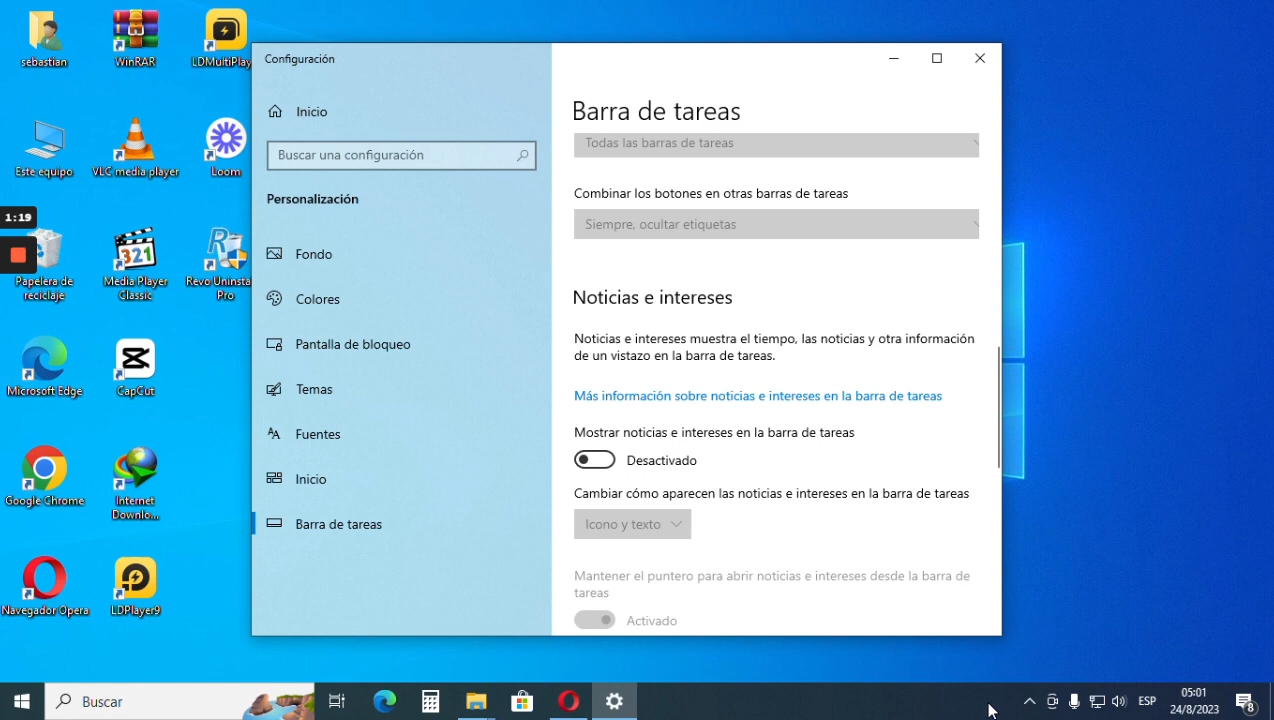 sebastian
WinRAR
LDMultiPlay
Este equipo
VLC media player
Loom
1:19
Papelera de
reciclaje
Media Player
Classic
Revo Uninsta
Pro
Microsoft Edge
CapCut
Google Chrome
Internet
Downlo...
Navegador Opera
LDPlayer9
Configuración
Inicio
Buscar una configuración
Personalización
Fondo
Colores
Pantalla de bloqueo
Temas
Fuentes
Inicio
Barra de tareas
Barra de tareas
Todas las barras de tareas
Combinar los botones en otras barras de tareas
Siempre, ocultar etiquetas
Noticias e intereses
Noticias e intereses muestra el tiempo, las noticias y otra información
de un vistazo en la barra de tareas.
Más información sobre noticias e intereses en la barra de tareas
Mostrar noticias e intereses en la barra de tareas
Desactivado
Cambiar cómo aparecen las noticias e intereses en la barra de tareas
Icono y texto
Mantener el puntero para abrir noticias e intereses desde la barra de
tareas
Activado
Buscar
ESP
05:01
24/8/2023
8